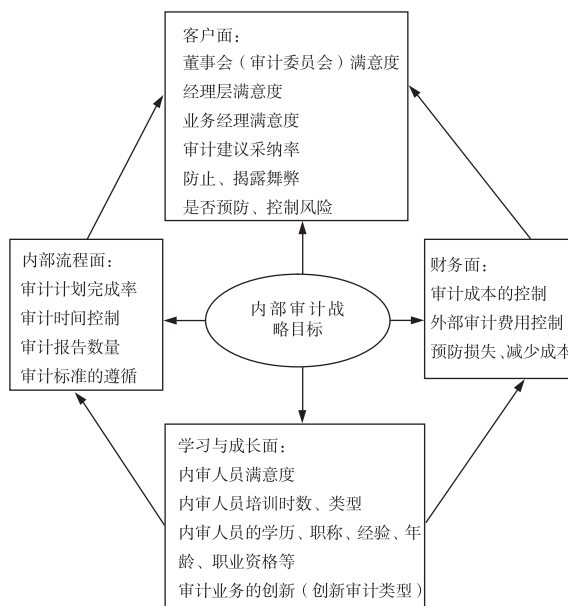 客户面：
董事会（审计委员会）满意度
经理层满意度
业务经理满意度
审计建议采纳率
防止、揭露舞弊
是否预防、控制风险
内部流程面：
审计计划完成率
审计时间控制
审计报告数量
审计标准的遵循
内部审计战
略目标
财务面：
审计成本的控制
外部审计费用控制
预防损失、减少成本
学习与成长面：
内审人员满意度
内审人员培训时数、类型
内审人员的学历、职称、经验、年
龄、职业资格等
审计业务的创新（创新审计类型）